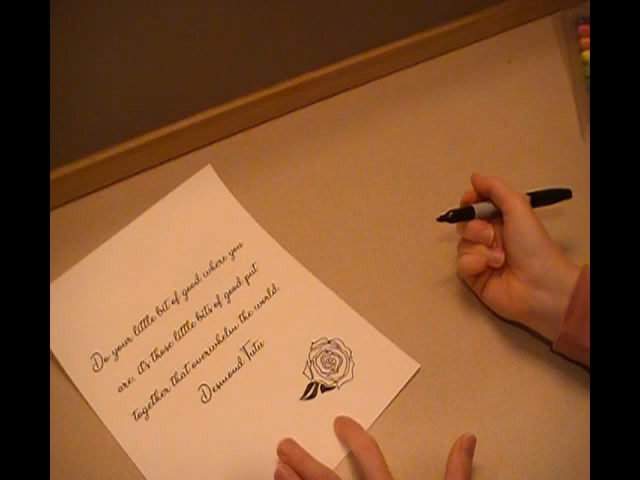 Do your little bit of good where you
are. it's those little bits of good put
together that overwhelm the world.
Desmond Tutu